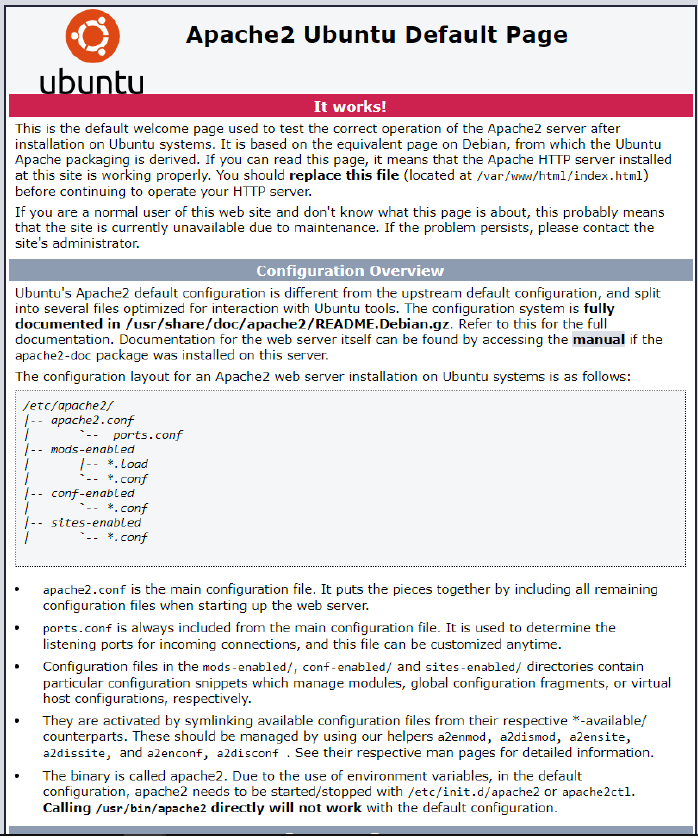 Apache2 Ubuntu Default Page
ubuntu
It works!
This is the default welcome page used to test the correct operation of the Apache2 server after
installation on Ubuntu systems. It is based on the equivalent page on Debian, from which the Ubuntu
Apache packaging is derived. If you can read this page, it means that the Apache HTTP server installed
at this site is working properly. You should replace this file (located at /var/www/html/index.html)
before continuing to operate your HTTP server.
If you are a normal user of this web site and don't know what this page is about, this probably means
that the site is currently unavailable due to maintenance. If the problem persists, please contact the
site's administrator.
Configuration Overview
Ubuntu's Apache2 default configuration is different from the upstream default configuration, and split
into several files optimized for interaction with Ubuntu tools. The configuration system is fully
documented in /usr/share/doc/apache2/README.Debian.gz. Refer to this for the full
documentation. Documentation for the web server itself can be found by accessing the manual if the
apache2-doc package was installed on this server.
The configuration layout for an Apache2 web server installation on Ubuntu systems is as follows:
/etc/apache2/
|-- apache2.conf
|       `--  ports.conf
|-- mods-enabled
|       |-- *.load
|       `-- *.conf
|-- conf-enabled
|       `-- *.conf
|-- sites-enabled
|       `-- *.conf
• apache2.conf is the main configuration file. It puts the pieces together by including all remaining
configuration files when starting up the web server.
• ports.conf is always included from the main configuration file. It is used to determine the
listening ports for incoming connections, and this file can be customized anytime.
• Configuration files in the mods-enabled/, conf-enabled/ and sites-enabled/ directories contain
particular configuration snippets which manage modules, global configuration fragments, or virtual
host configurations, respectively.
• They are activated by symlinking available configuration files from their respective *-available/
counterparts. These should be managed by using our helpers a2enmod, a2dismod, a2ensite,
a2dissite, and a2enconf, a2disconf . See their respective man pages for detailed information.
• The binary is called apache2. Due to the use of environment variables, in the default
configuration, apache2 needs to be started/stopped with /etc/init.d/apache2 or apache2ctl.
Calling /usr/bin/apache2 directly will not work with the default configuration.